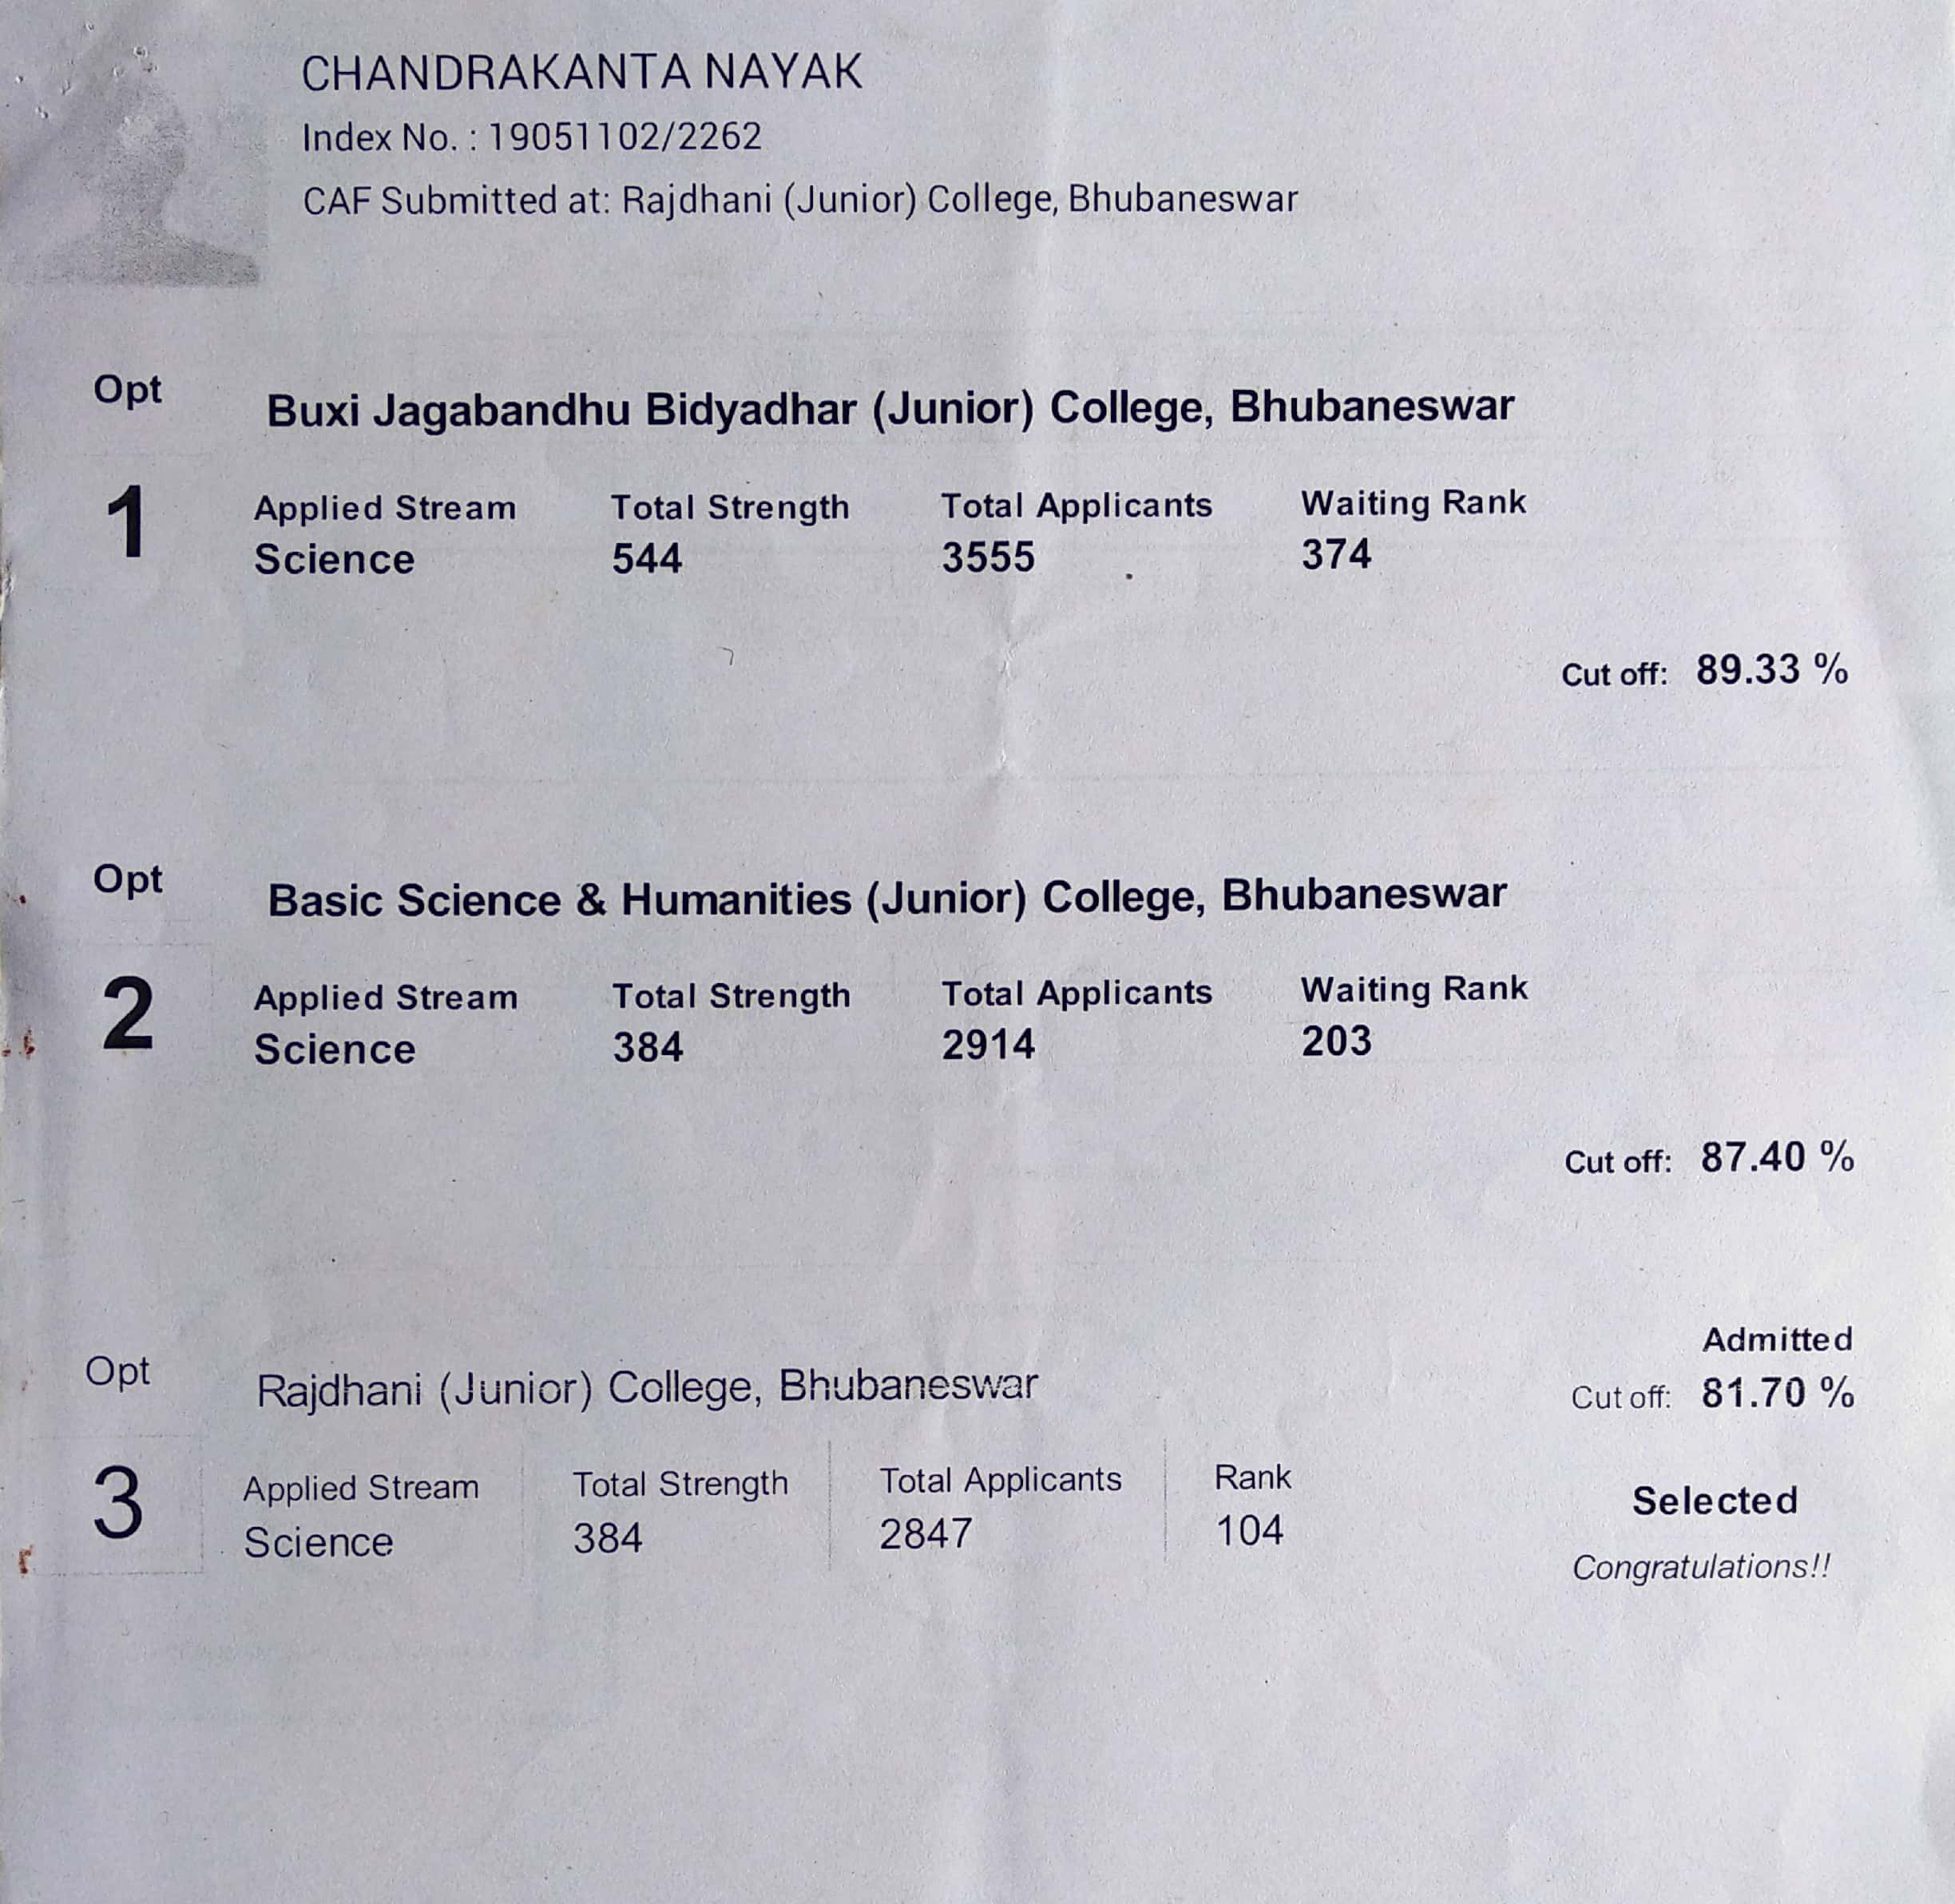 CHANDRAKANTA NAYAK
Index No. : 19051102/2262
CAF Submitted at: Rajdhani (Junior) College, Bhubaneswar
Opt
Buxi Jagabandhu Bidyadhar (Junior) College, Bhubaneswar
1
Applied Stream Total Strength Total Applicants Waiting Rank
Science 544 3555 374
Cut off: 89.33 %
Opt
Basic Science & Humanities (Junior) College, Bhubaneswar
2
Applied Stream Total Strength Total Applicants Waiting Rank
Science 384 2914 203
Cut off: 87.40 %
Admitted
Opt
Rajdhani (Junior) College, Bhubaneswar
Cut off: 81.70 %
3
Applied Stream Total Strength Total Applicants Rank
Selected
Science 384 2847 104
Congratulations!!